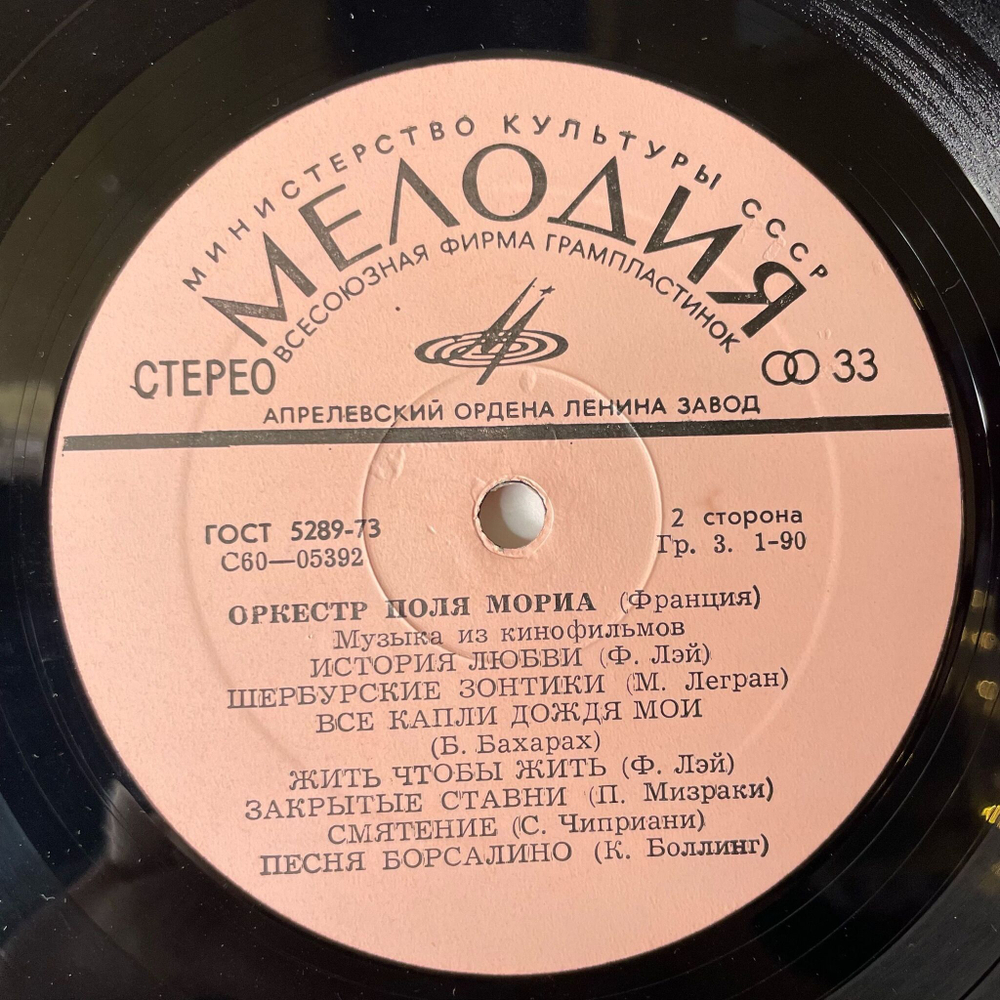 МИНИСТЕРСТВО КУЛЬТУРЫ СССР
МЕЛОДИЯ
ВСЕСОЮЗНАЯ ФИРМА ГРАМПЛАСТИНОК
СТЕРЕО
33
АПРЕЛЕВСКИЙ ОРДЕНА ЛЕНИНА ЗАВОД
ГОСТ 5289-73
2 сторона
С60—05392
Гр. 3. 1-90
ОРКЕСТР ПОЛЯ МОРИА (Франция)
Музыка из кинофильмов
ИСТОРИЯ ЛЮБВИ (Ф. Лэй)
ШЕРБУРСКИЕ ЗОНТИКИ (М. Легран)
ВСЕ КАПЛИ ДОЖДЯ МОИ
(Б. Бахарах)
ЖИТЬ ЧТОБЫ ЖИТЬ (Ф. Лэй)
ЗАКРЫТЫЕ СТАВНИ (П. Мизраки)
СМЯТЕНИЕ (С. Чиприани)
ПЕСНЯ БОРСАЛИНО (К. Боллинг)